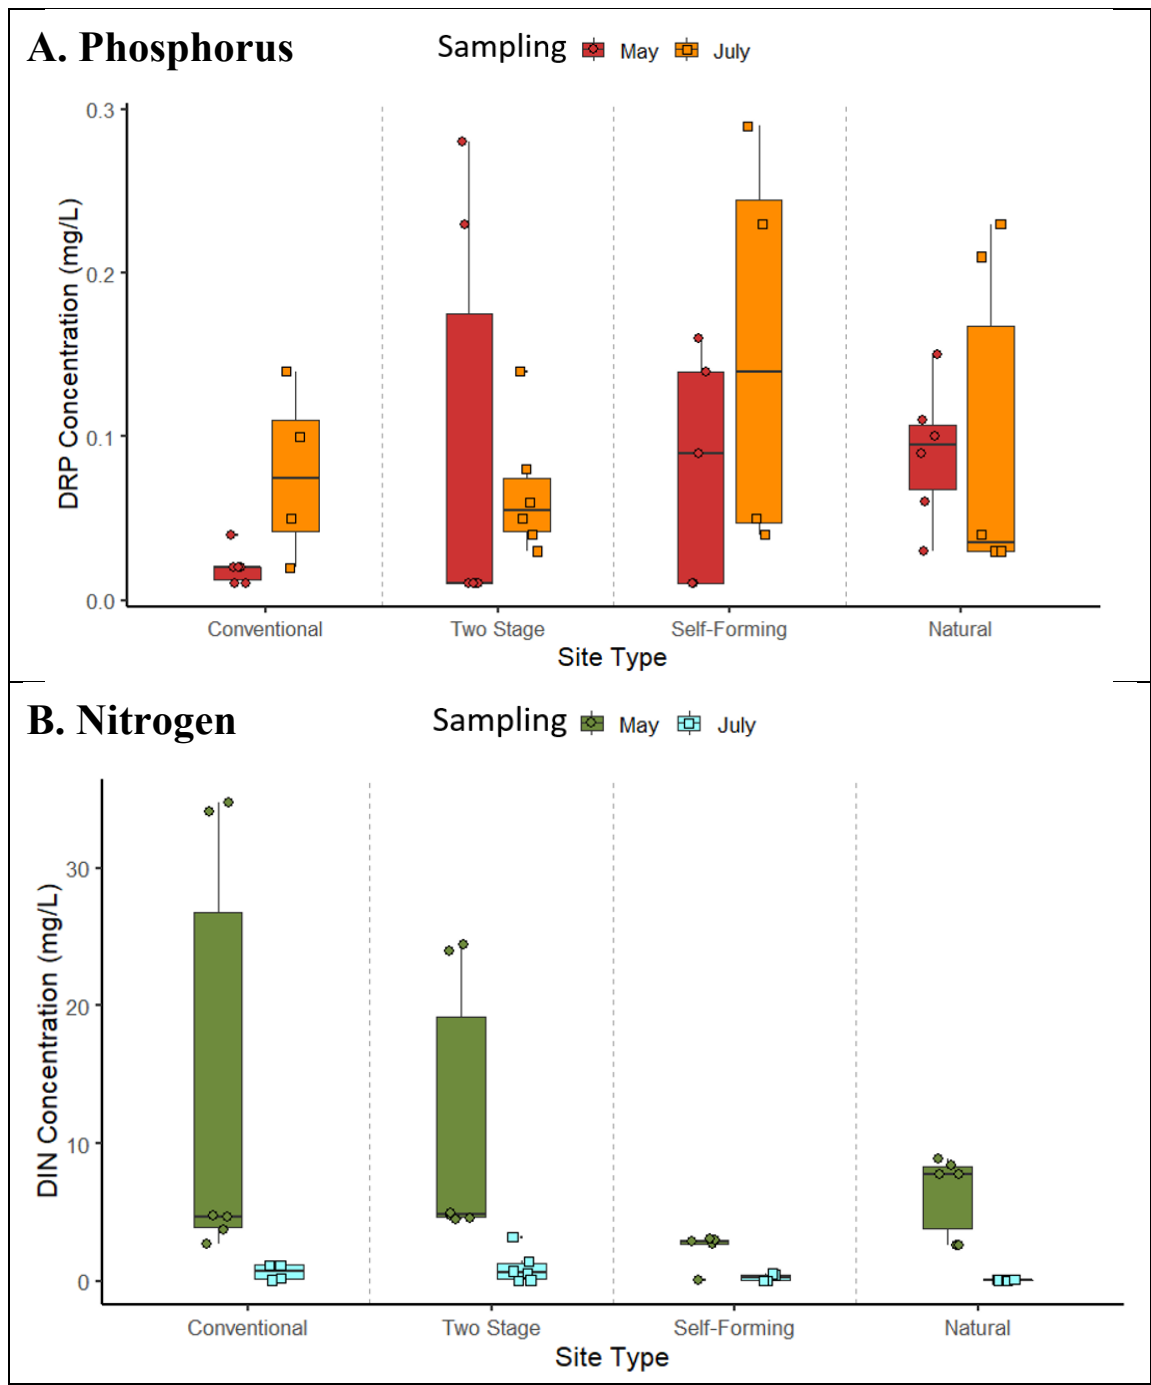 A. Phosphorus
Sampling May July
DRP Concentration (mg/L)
0.3
0.2
0.1
0.0
Conventional Two Stage Self-Forming Natural
Site Type
B. Nitrogen
Sampling May July
DIN Concentration (mg/L)
30
20
10
0
Conventional Two Stage Self-Forming Natural
Site Type